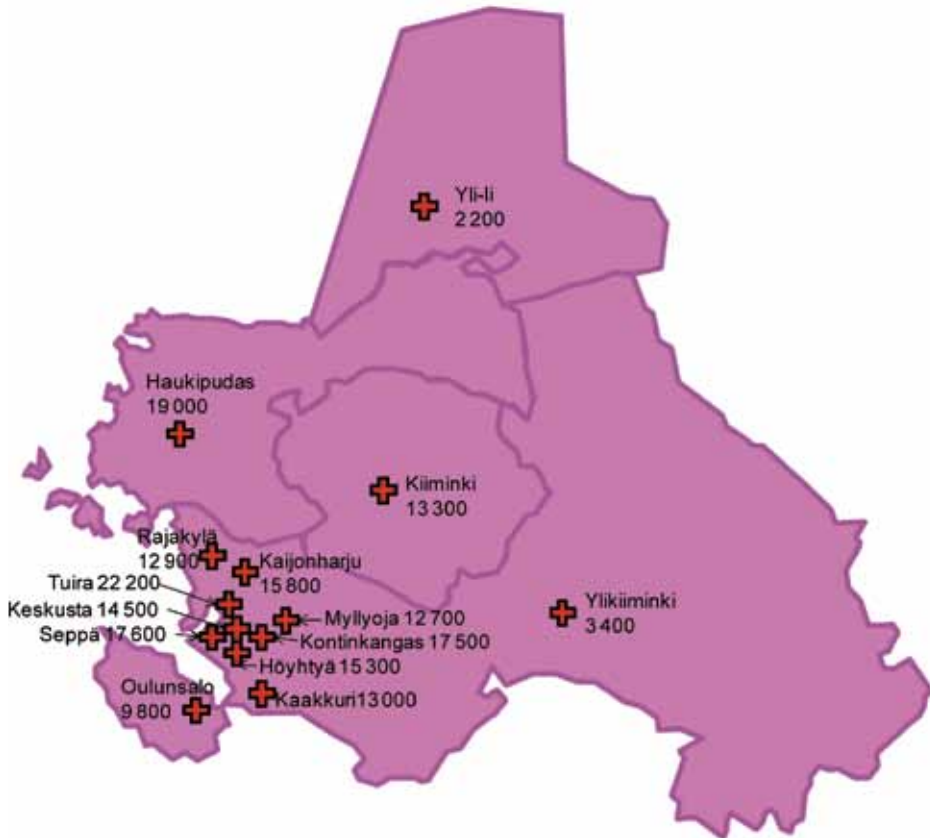 Yli-Ii
2 200
Haukipudas
19 000
Kiiminki
13 300
Rajakylä
12 900
Kaijonharju
15 800
Tuira 22 200
Keskusta 14 500
Seppä 17 600
Myllyoja 12 700
Kontinkangas 17 500
Höyhtyä 15 300
Ylikiiminki
3 400
Oulunsalo
9 800
Kaakkuri13 000